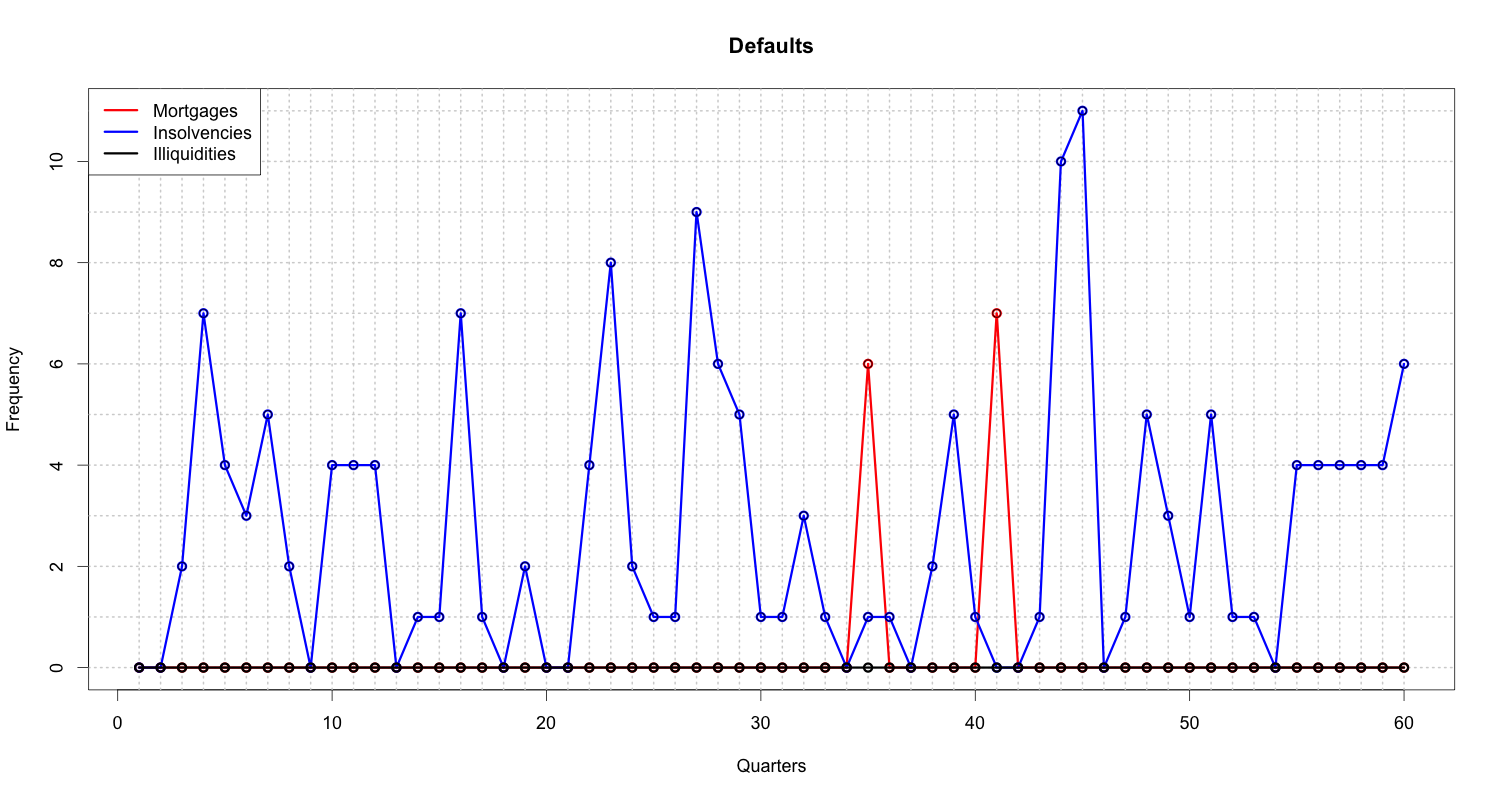 Defaults
Mortgages
Insolvencies
Illiquidities
Frequency
10
8
6
4
2
0
0 10 20 30 40 50 60
Quarters